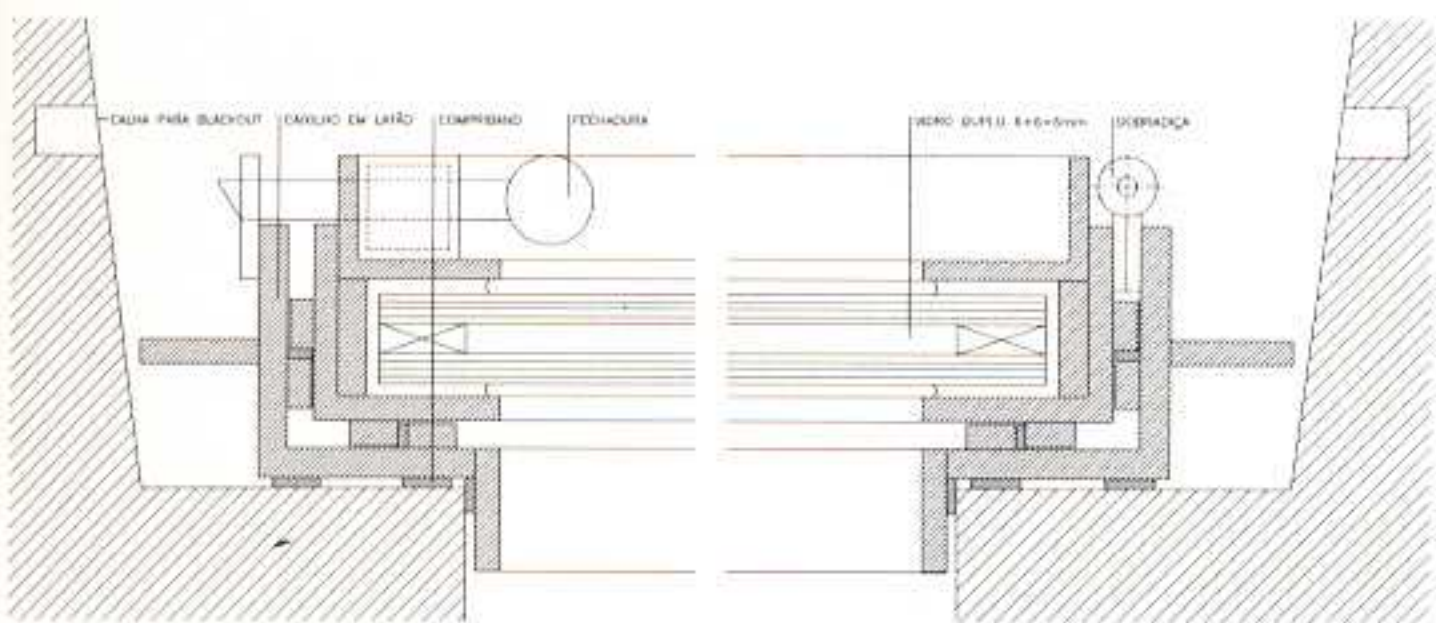 CALHA PARA BLACKOUT
CAIXILHO EM LATÃO
COMPRIBAND
FECHADURA
VIDRO DUPLO 6+6+6mm
DOBRADIÇA